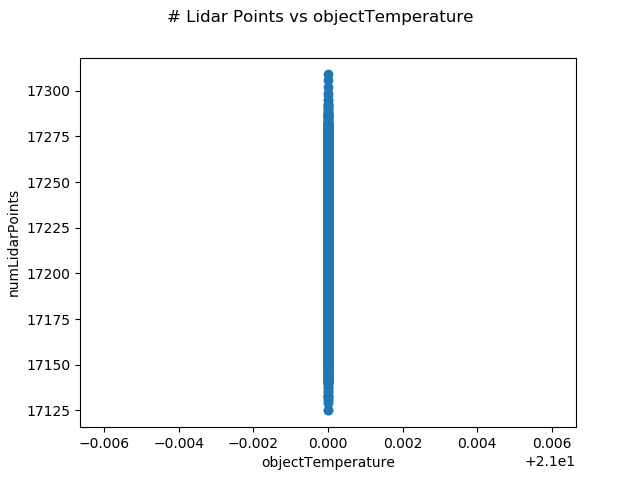 # Lidar Points vs objectTemperature
numLidarPoints
17300
17275
17250
17225
17200
17175
17150
17125
−0.006 −0.004 −0.002 0.000 0.002 0.004 0.006
objectTemperature
+2.1e1